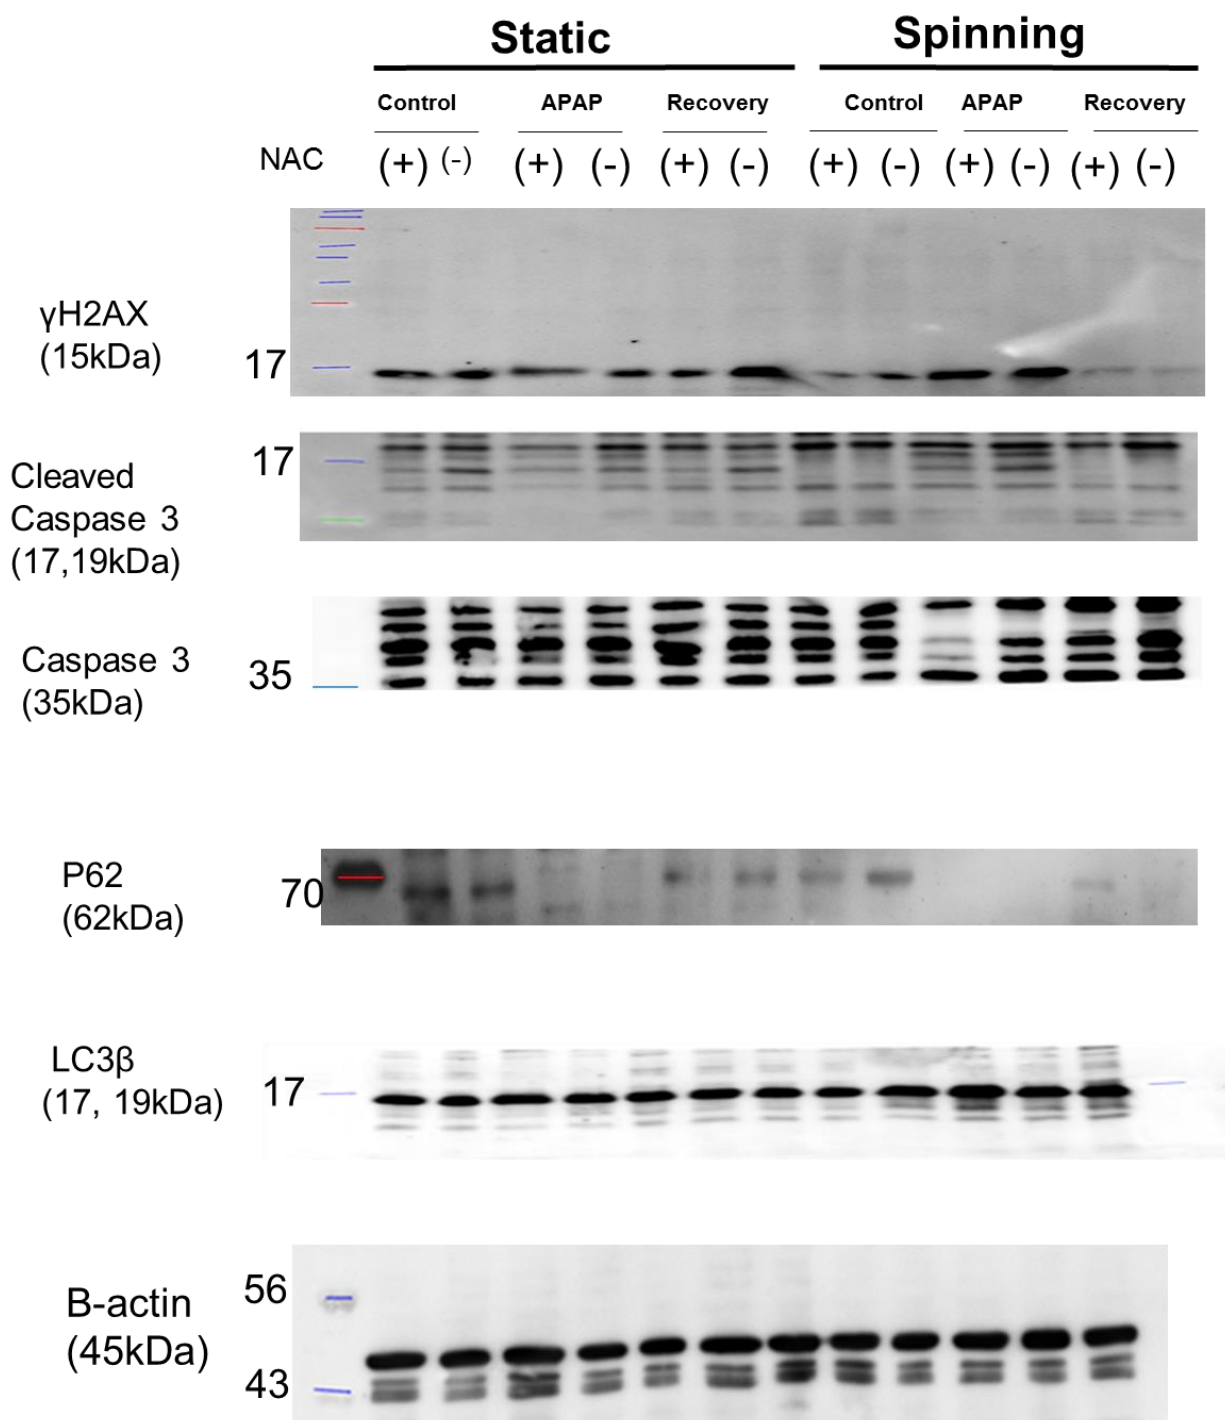 Static Spinning
Control APAP Recovery Control APAP Recovery
NAC (+) (-) (+) (-) (+) (-) (+) (-) (+) (-) (+) (-)
γH2AX
(15kDa)
17
Cleaved
Caspase 3
(17,19kDa)
17
Caspase 3
(35kDa)
35
P62
(62kDa)
70
LC3β
(17, 19kDa)
17
B-actin
(45kDa)
56
43